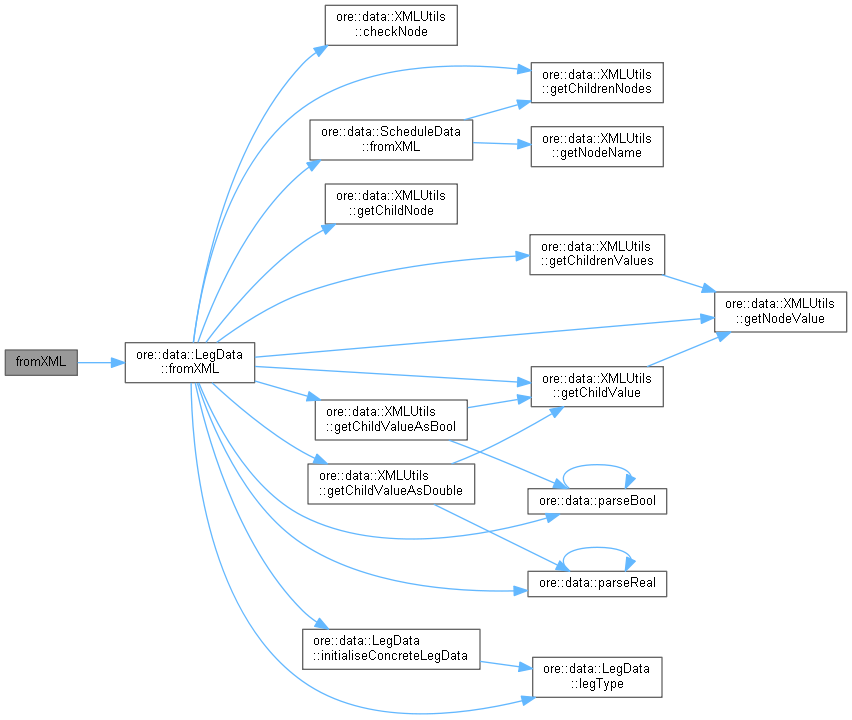 ore::data::XMLUtils
::checkNode
ore::data::XMLUtils
::getChildrenNodes
ore::data::ScheduleData
::fromXML
ore::data::XMLUtils
::getNodeName
ore::data::XMLUtils
::getChildNode
ore::data::XMLUtils
::getChildrenValues
ore::data::XMLUtils
::getNodeValue
fromXML
ore::data::LegData
::fromXML
ore::data::XMLUtils
::getChildValue
ore::data::XMLUtils
::getChildValueAsBool
ore::data::XMLUtils
::getChildValueAsDouble
ore::data::parseBool
ore::data::parseReal
ore::data::LegData
::initialiseConcreteLegData
ore::data::LegData
::legType